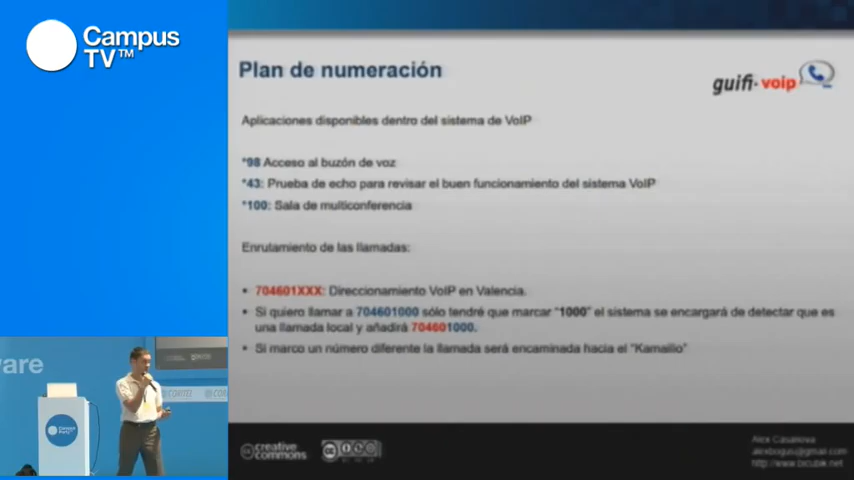 Campus
TV™
Plan de numeración
guifi·voip
Aplicaciones disponibles dentro del sistema de VoIP
*98 Acceso al buzón de voz
*43: Prueba de echo para revisar el buen funcionamiento del sistema VoIP
*100: Sala de multiconferencia
Enrutamiento de las llamadas:
• 704601XXX: Direccionamiento VoIP en Valencia.
• Si quiero llamar a 704601000 sólo tendré que marcar "1000" el sistema se encargará de detectar que es
una llamada local y añadirá 704601000.
• Si marco un número diferente la llamada será encaminada hacia el "Kamailio"
ware
Campus
creative
commons
Alex Casanova
alexbogus@gmail.com
http://www.bicubik.net